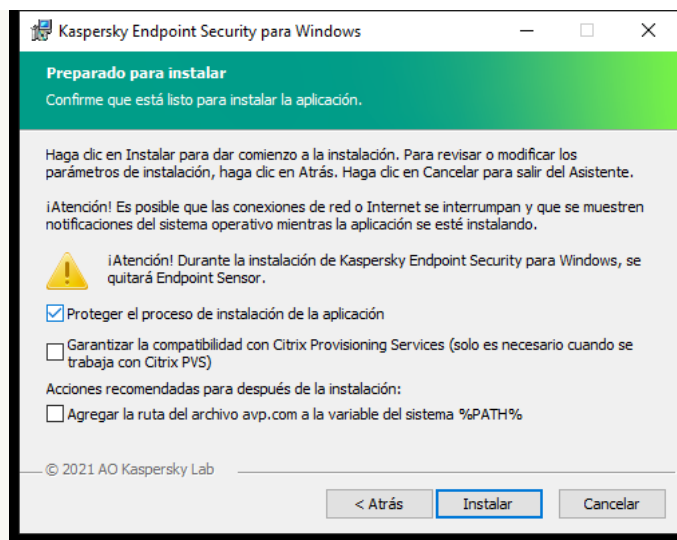 Kaspersky Endpoint Security para Windows
Preparado para instalar
Confirme que está listo para instalar la aplicación.
Haga clic en Instalar para dar comienzo a la instalación. Para revisar o modificar los
parámetros de instalación, haga clic en Atrás. Haga clic en Cancelar para salir del Asistente.
¡Atención! Es posible que las conexiones de red o Internet se interrumpan y que se muestren
notificaciones del sistema operativo mientras la aplicación se esté instalando.
¡Atención! Durante la instalación de Kaspersky Endpoint Security para Windows, se
quitará Endpoint Sensor.
Proteger el proceso de instalación de la aplicación
Garantizar la compatibilidad con Citrix Provisioning Services (solo es necesario cuando se
trabaja con Citrix PVS)
Acciones recomendadas para después de la instalación:
Agregar la ruta del archivo avp.com a la variable del sistema %PATH%
© 2021 AO Kaspersky Lab
< Atrás Instalar Cancelar